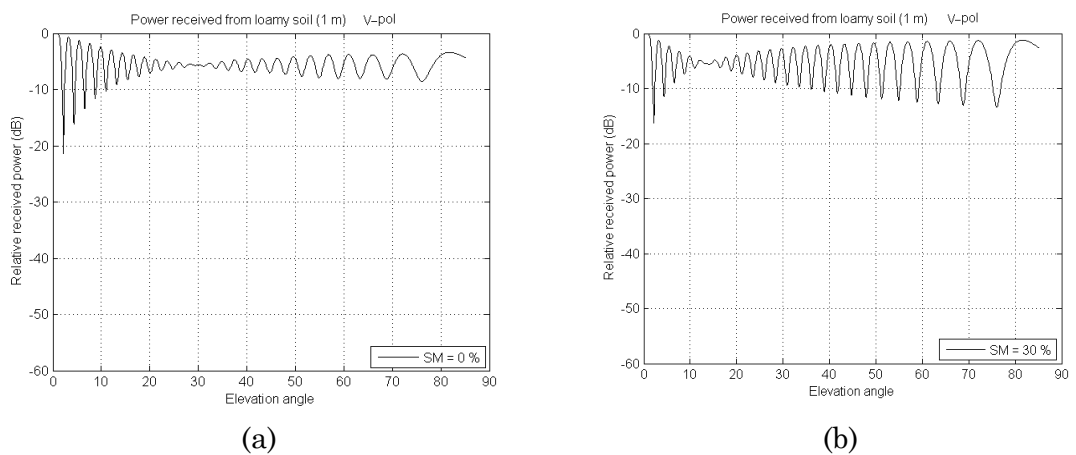 Power received from loamy soil (1 m) V–pol
Relative received power (dB)
0
-10
-20
-30
-40
-50
-60
0 10 20 30 40 50 60 70 80 90
Elevation angle
SM = 0 %
(a)
Power received from loamy soil (1 m) V–pol
Relative received power (dB)
0
-10
-20
-30
-40
-50
-60
0 10 20 30 40 50 60 70 80 90
Elevation angle
SM = 30 %
(b)